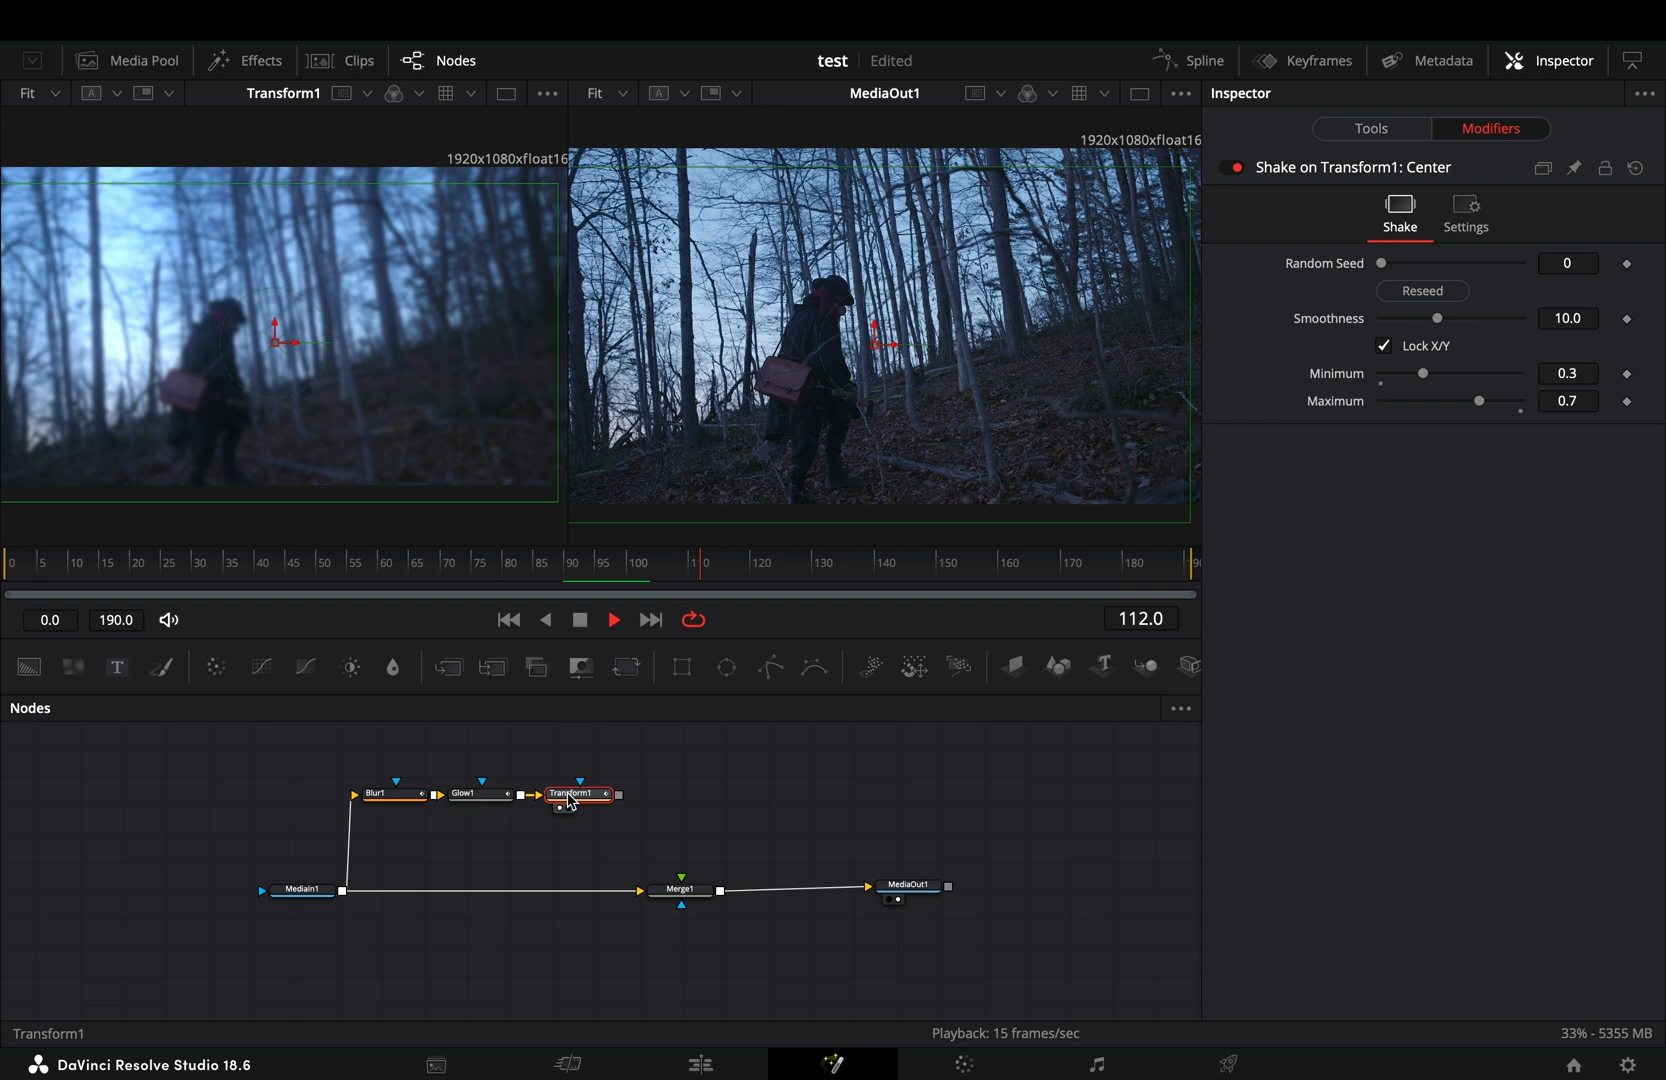 Media Pool
Effects
Clips
Nodes
test
Edited
Spline
Keyframes
Metadata
Inspector
Fit
A
Transform1
Fit
A
MediaOut1
Inspector
1920x1080xfloat16
1920x1080xfloat16
Tools
Modifiers
Shake on Transform1: Center
Shake
Settings
Random Seed
0
Reseed
Smoothness
10.0
Lock X/Y
Minimum
0.3
Maximum
0.7
0 5 10 15 20 25 30 35 40 45 50 55 60 65 70 75 80 85 90 95 100 110 120 130 140 150 160 170 180 190
0.0
190.0
112.0
T
T
Nodes
Blur1
Glow1
Transform1
MediaIn1
Merge1
MediaOut1
Transform1
Playback: 15 frames/sec
33% - 5355 MB
DaVinci Resolve Studio 18.6